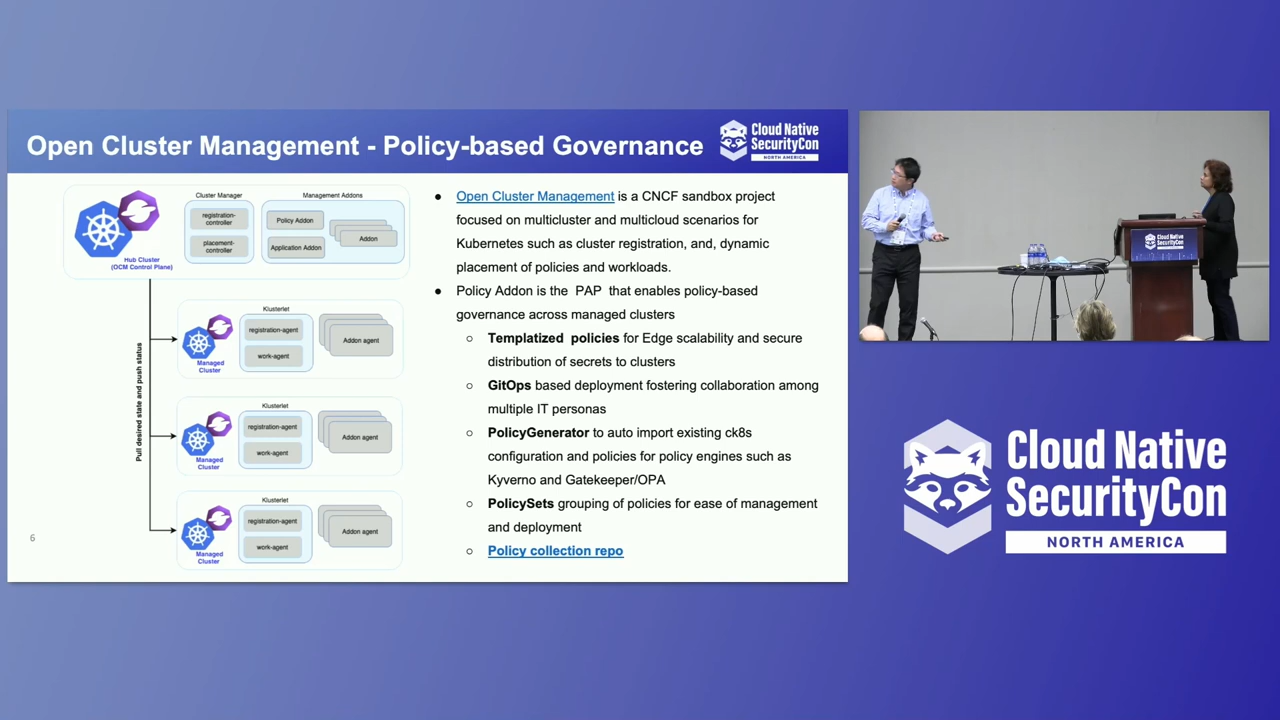 Open Cluster Management - Policy-based Governance
Cloud Native
SecurityCon
NORTH AMERICA
Cluster Manager
registration-
controller
placement-
controller
Management Addons
Policy Addon
Application Addon
Addon
Hub Cluster
(OCM Control Plane)
Pull desired state and push status
Klusterlet
registration-agent
work-agent
Addon agent
Managed
Cluster
Klusterlet
registration-agent
work-agent
Addon agent
Managed
Cluster
Klusterlet
registration-agent
work-agent
Addon agent
Managed
Cluster
6
● Open Cluster Management is a CNCF sandbox project
focused on multicluster and multicloud scenarios for
Kubernetes such as cluster registration, and, dynamic
placement of policies and workloads.
● Policy Addon is the PAP that enables policy-based
governance across managed clusters
○ Templatized policies for Edge scalability and secure
distribution of secrets to clusters
○ GitOps based deployment fostering collaboration among
multiple IT personas
○ PolicyGenerator to auto import existing ck8s
configuration and policies for policy engines such as
Kyverno and Gatekeeper/OPA
○ PolicySets grouping of policies for ease of management
and deployment
○ Policy collection repo
Cloud Native
SecurityCon
Cloud Native
SecurityCon
NORTH AMERICA